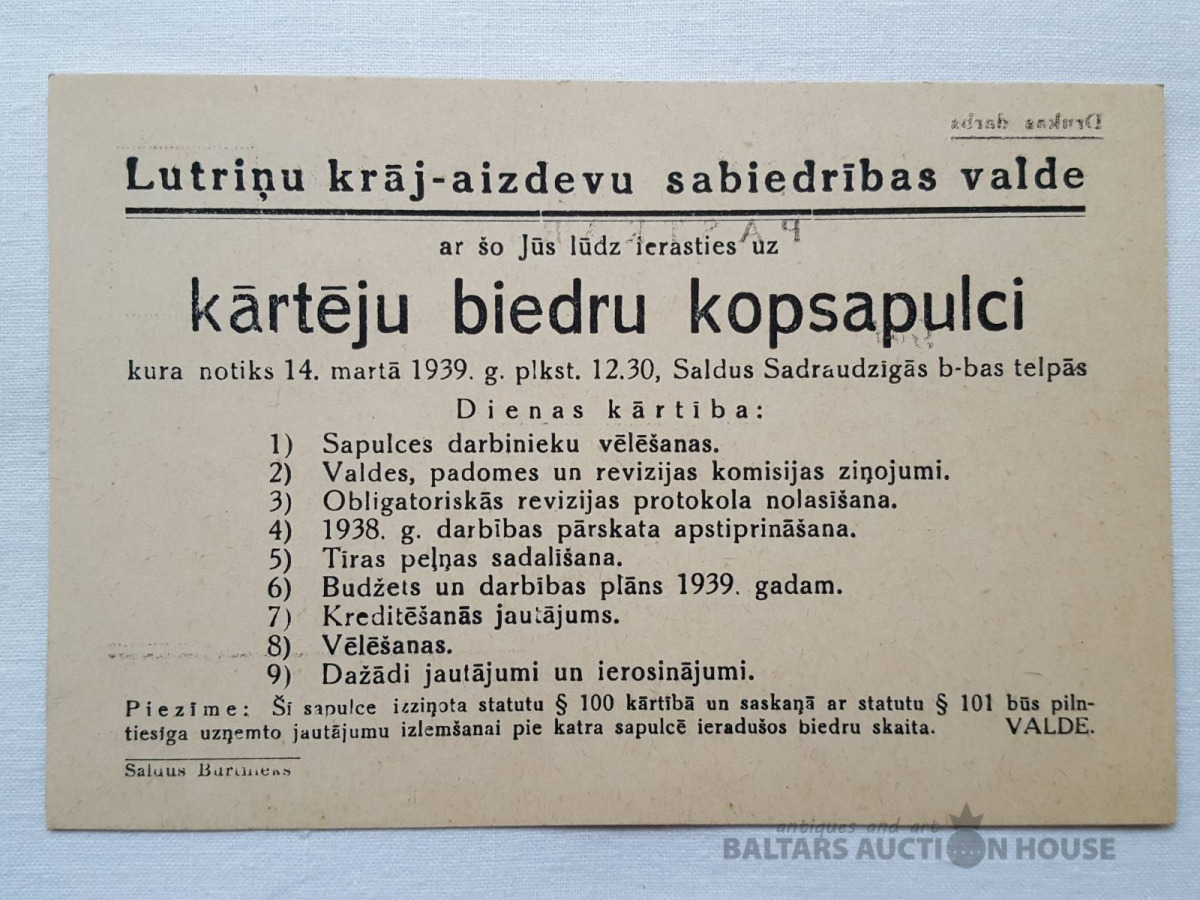 Drukas darbs
Lutriņu krāj-aizdevu sabiedrības valde
ar šo Jūs lūdz ierasties uz
kārtēju biedru kopsapulci
kura notiks 14. martā 1939. g. plkst. 12.30, Saldus Sadraudzīgās b-bas telpās
Dienas kārtība:
1) Sapulces darbinieku vēlēšanas.
2) Valdes, padomes un revizijas komisijas ziņojumi.
3) Obligatoriskās revizijas protokola nolasīšana.
4) 1938. g. darbības pārskata apstiprināšana.
5) Tīras peļņas sadalīšana.
6) Budžets un darbības plāns 1939. gadam.
7) Kreditēšanās jautājums.
8) Vēlēšanas.
9) Dažādi jautājumi un ierosinājumi.
Piezīme: Šī sapulce izziņota statutu § 100 kārtībā un saskaņā ar statutu § 101 būs piln-
tiesīga uzņemto jautājumu izlemšanai pie katra sapulcē ieradušos biedru skaita. VALDE.
Saldus
antiques and art
BALTARS AUCTION HOUSE